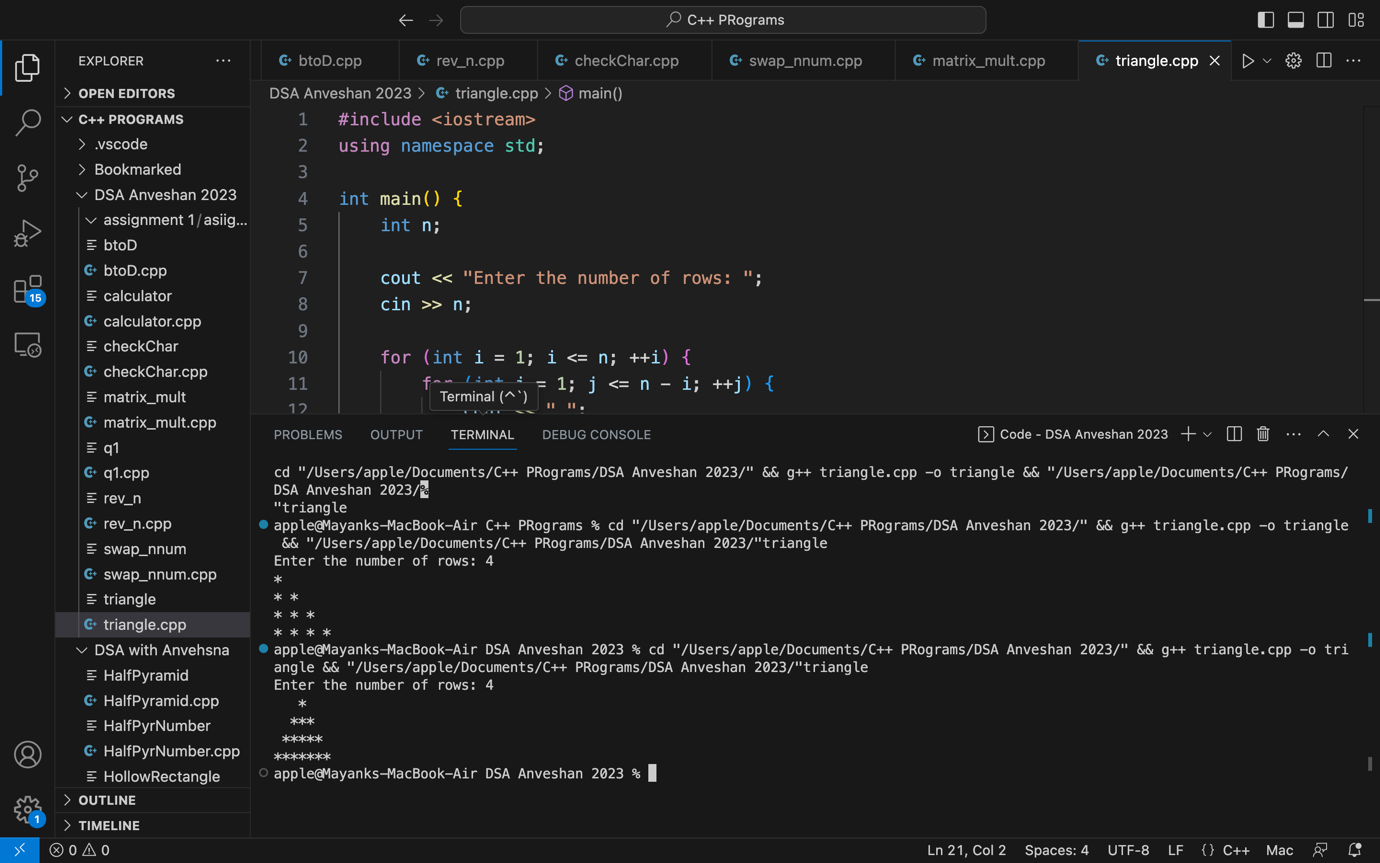 C++ PRograms
EXPLORER
OPEN EDITORS
C++ PROGRAMS
.vscode
Bookmarked
DSA Anveshan 2023
assignment 1/asiig...
btoD
btoD.cpp
calculator
calculator.cpp
checkChar
checkChar.cpp
matrix_mult
matrix_mult.cpp
q1
q1.cpp
rev_n
rev_n.cpp
swap_nnum
swap_nnum.cpp
triangle
triangle.cpp
DSA with Anvehsna
HalfPyramid
HalfPyramid.cpp
HalfPyrNumber
HalfPyrNumber.cpp
HollowRectangle
OUTLINE
TIMELINE
15
1
btoD.cpp rev_n.cpp checkChar.cpp swap_nnum.cpp matrix_mult.cpp triangle.cpp
DSA Anveshan 2023 > triangle.cpp > main()
1 #include <iostream>
2 using namespace std;
3
4 int main() {
5 int n;
6
7 cout << "Enter the number of rows: ";
8 cin >> n;
9
10 for (int i = 1; i <= n; ++i) {
11 for (int j = 1; j <= n - i; ++j) {
12 " ";
Terminal (^`)
PROBLEMS OUTPUT TERMINAL DEBUG CONSOLE Code - DSA Anveshan 2023
cd "/Users/apple/Documents/C++ PRograms/DSA Anveshan 2023/" && g++ triangle.cpp -o triangle && "/Users/apple/Documents/C++ PRograms/
DSA Anveshan 2023/%
"triangle
apple@Mayanks-MacBook-Air C++ PRograms % cd "/Users/apple/Documents/C++ PRograms/DSA Anveshan 2023/" && g++ triangle.cpp -o triangle
&& "/Users/apple/Documents/C++ PRograms/DSA Anveshan 2023/"triangle
Enter the number of rows: 4
*
* *
* * *
* * * *
apple@Mayanks-MacBook-Air DSA Anveshan 2023 % cd "/Users/apple/Documents/C++ PRograms/DSA Anveshan 2023/" && g++ triangle.cpp -o tri
angle && "/Users/apple/Documents/C++ PRograms/DSA Anveshan 2023/"triangle
Enter the number of rows: 4
*
***
*****
*******
apple@Mayanks-MacBook-Air DSA Anveshan 2023 %
0 0 Ln 21, Col 2 Spaces: 4 UTF-8 LF {} C++ Mac